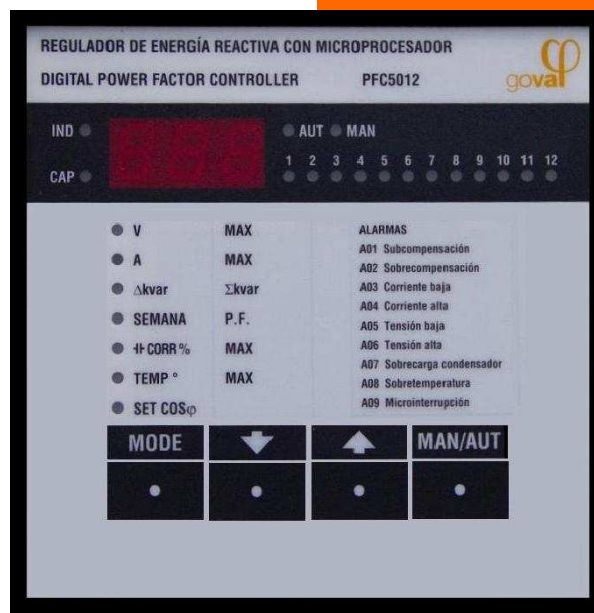 REGULADOR DE ENERGÍA REACTIVA CON MICROPROCESADOR
DIGITAL POWER FACTOR CONTROLLER PFC5012
goval
IND AUT MAN
1 2 3 4 5 6 7 8 9 10 11 12
CAP
V MAX
A MAX
Δkvar Σkvar
SEMANA P.F.
⊣⊢ CORR % MAX
TEMP ° MAX
SET COSφ
ALARMAS
A01 Subcompensación
A02 Sobrecompensación
A03 Corriente baja
A04 Corriente alta
A05 Tensión baja
A06 Tensión alta
A07 Sobrecarga condensador
A08 Sobretemperatura
A09 Microinterrupción
MODE MAN/AUT